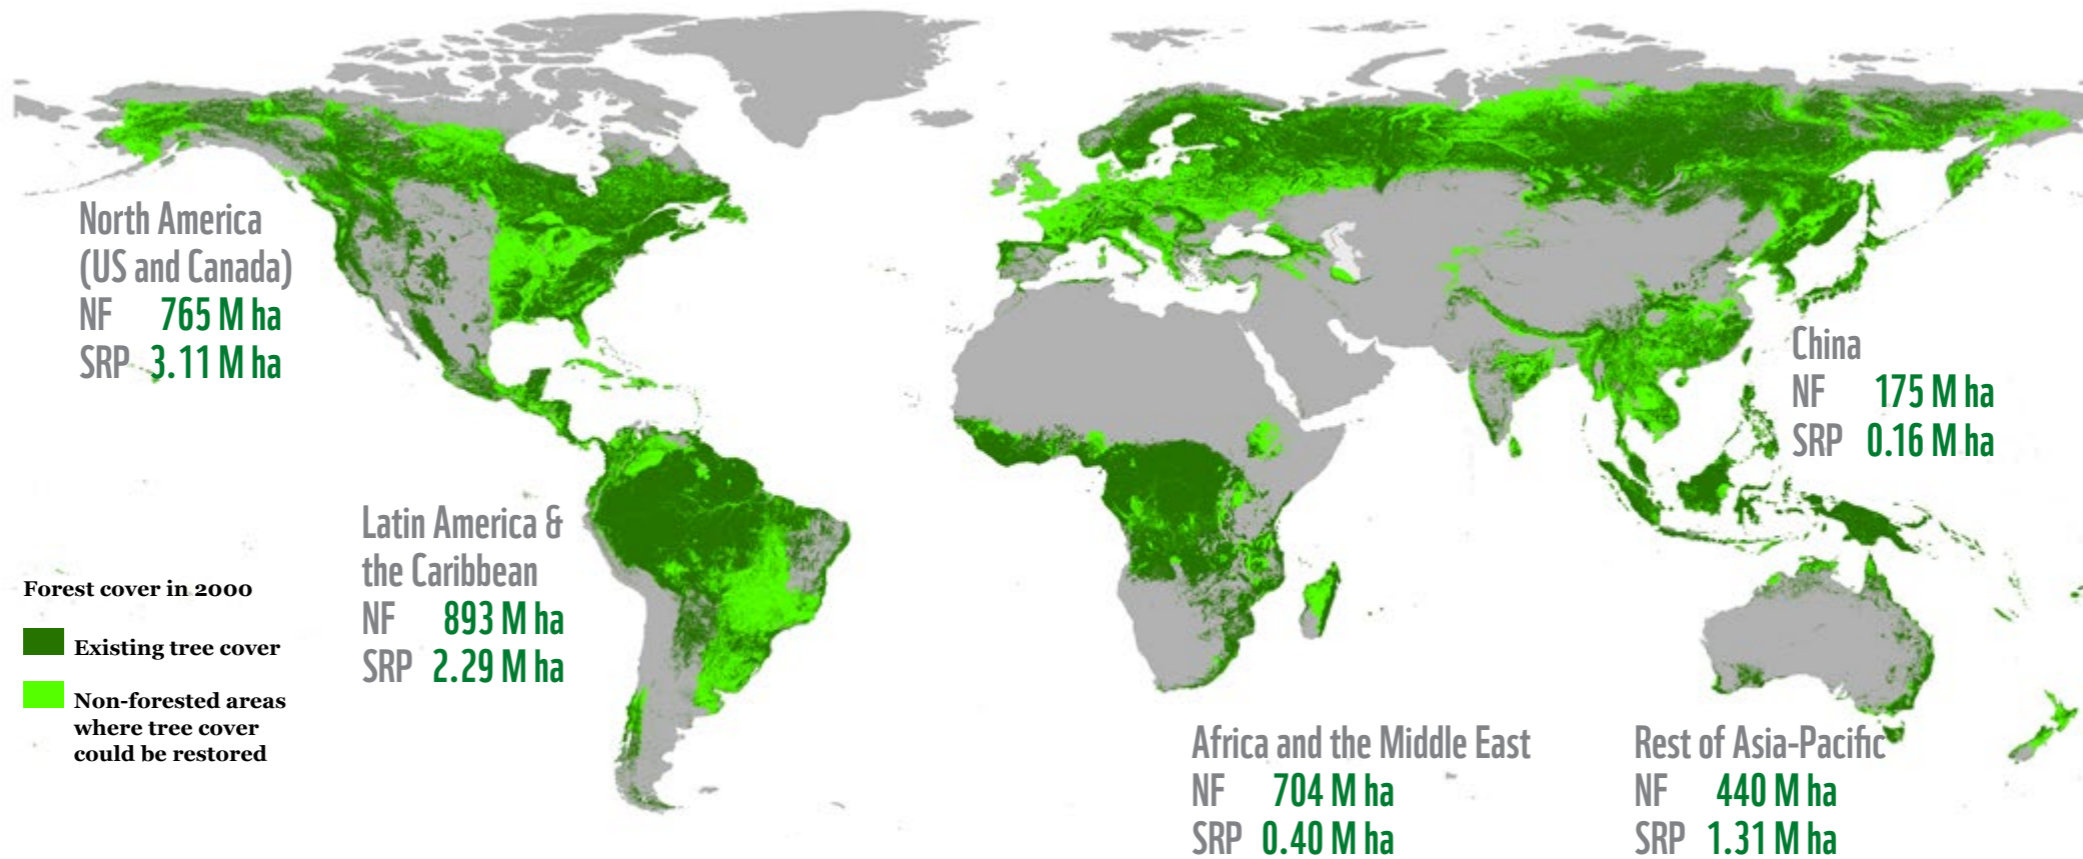 North America
(US and Canada)
NF 765 M ha
SRP 3.11 M ha
China
NF 175 M ha
SRP 0.16 M ha
Latin America &
the Caribbean
NF 893 M ha
SRP 2.29 M ha
Forest cover in 2000
Existing tree cover
Non-forested areas
where tree cover
could be restored
Africa and the Middle East
NF 704 M ha
SRP 0.40 M ha
Rest of Asia-Pacific
NF 440 M ha
SRP 1.31 M ha